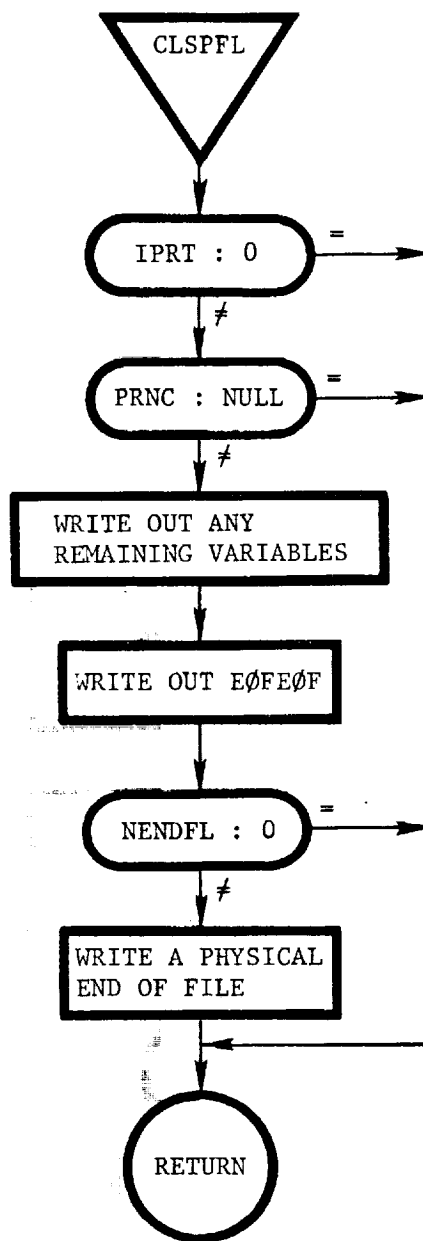 CLSPFL
=
IPRT : 0
≠
=
PRNC : NULL
≠
WRITE OUT ANY
REMAINING VARIABLES
WRITE OUT EØFEØF
=
NENDFL : 0
≠
WRITE A PHYSICAL
END OF FILE
RETURN